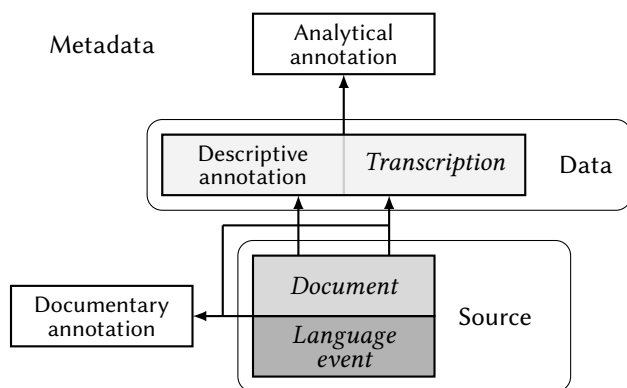 Metadata
Analytical
annotation
Descriptive
annotation
Transcription
Data
Documentary
annotation
Document
Language
event
Source